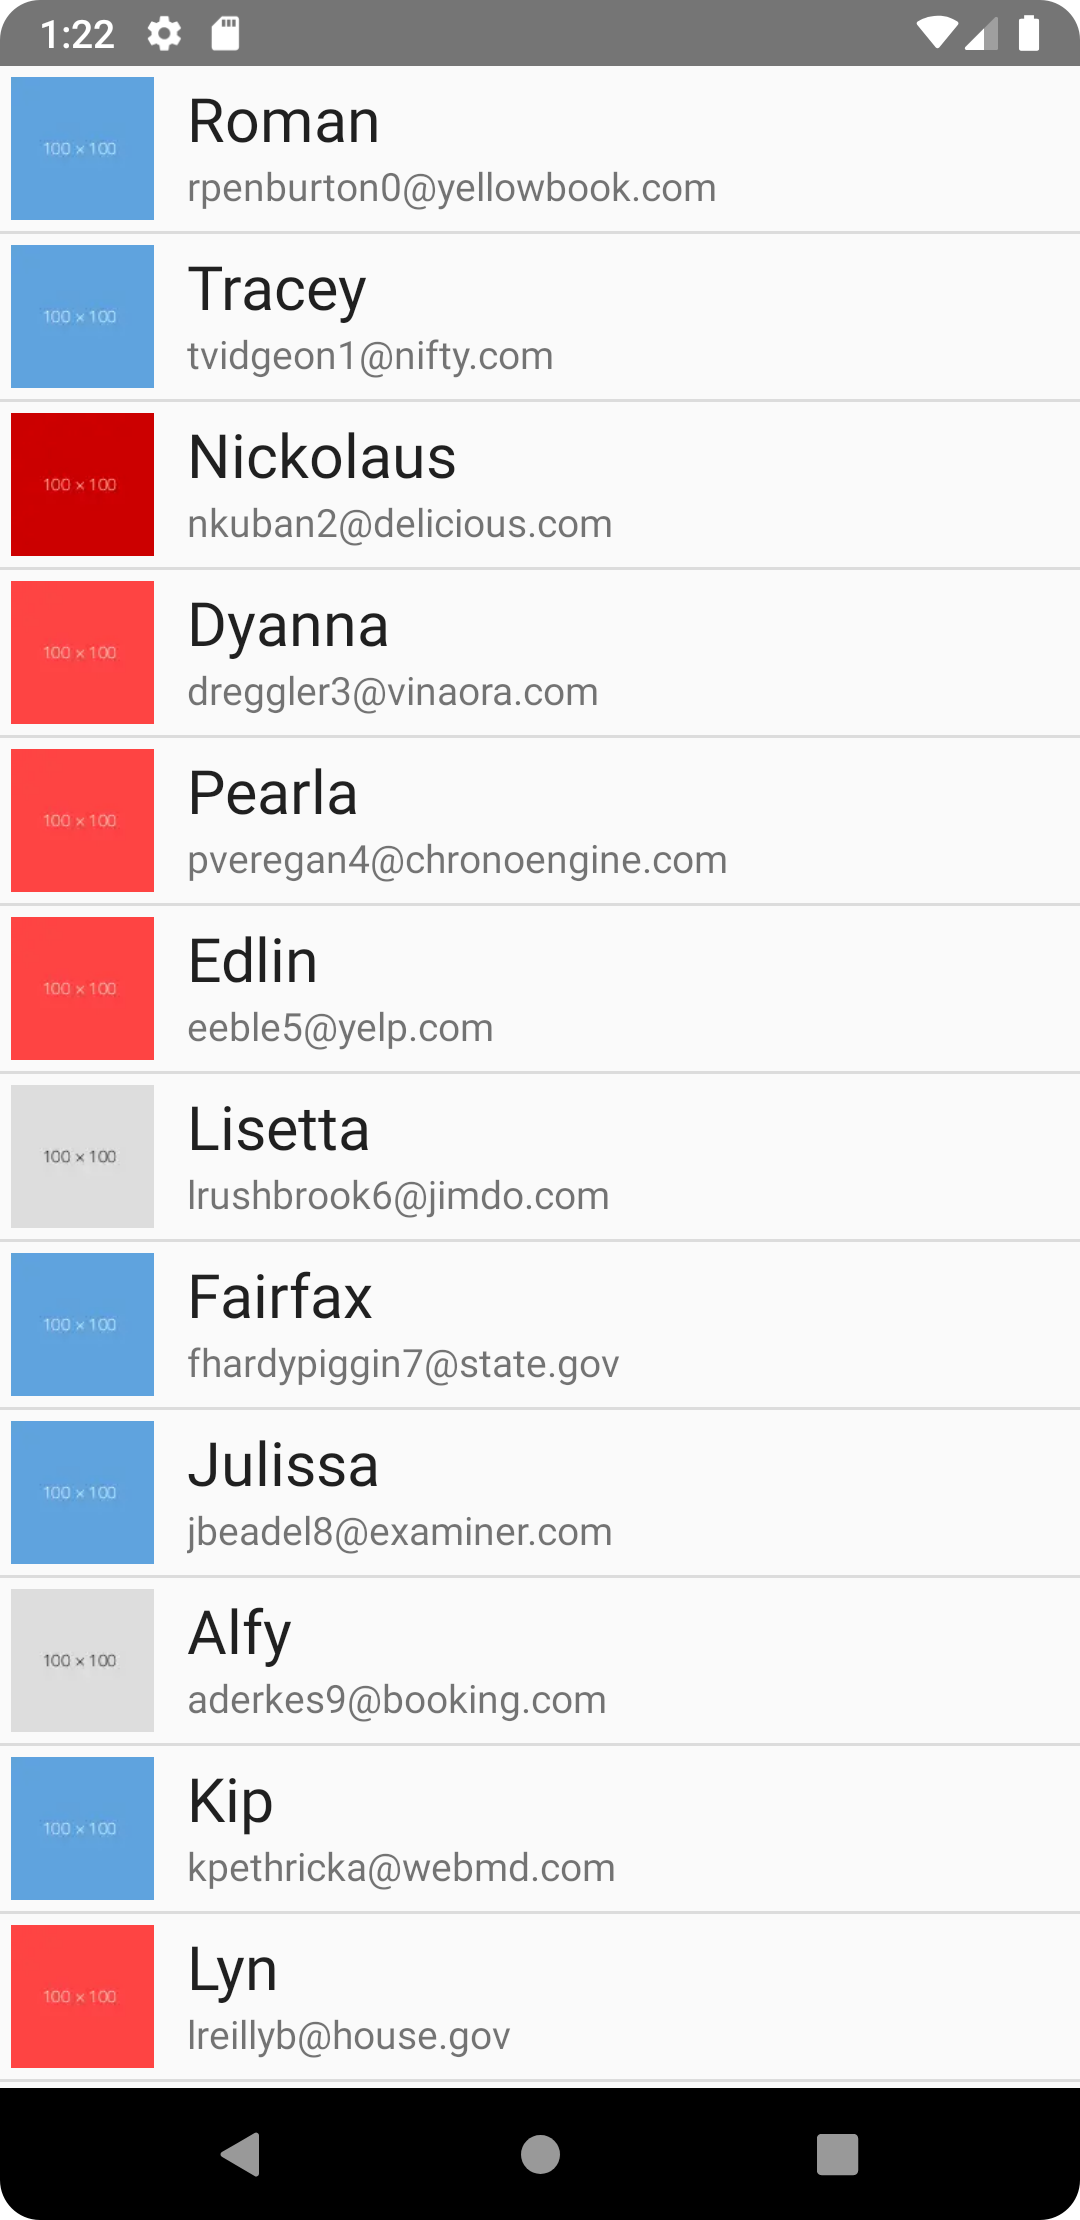 1:22
100 × 100
Roman
rpenburton0@yellowbook.com
100 × 100
Tracey
tvidgeon1@nifty.com
100 × 100
Nickolaus
nkuban2@delicious.com
100 × 100
Dyanna
dreggler3@vinaora.com
100 × 100
Pearla
pveregan4@chronoengine.com
100 × 100
Edlin
eeble5@yelp.com
100 × 100
Lisetta
lrushbrook6@jimdo.com
100 × 100
Fairfax
fhardypiggin7@state.gov
100 × 100
Julissa
jbeadel8@examiner.com
100 × 100
Alfy
aderkes9@booking.com
100 × 100
Kip
kpethricka@webmd.com
100 × 100
Lyn
lreillyb@house.gov